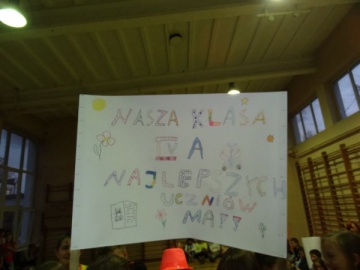 NASZA KLASA
IV A
NAJLEPSZYCH
UCZNIÓW
MAMY